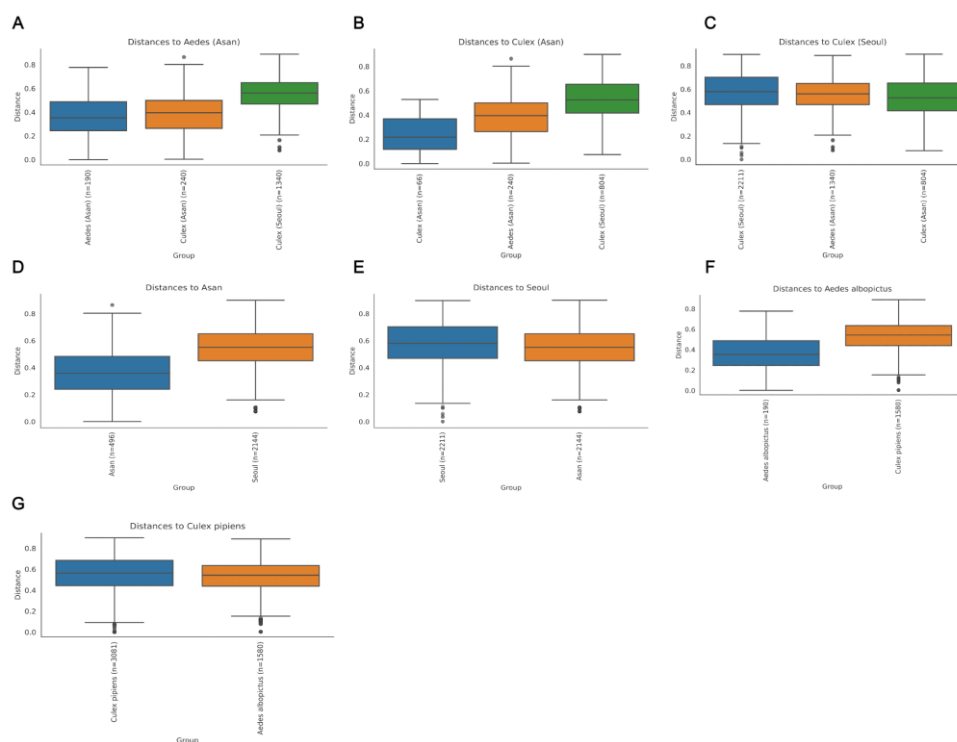 A
Distances to Aedes (Asan)
Distance
0.8
0.6
0.4
0.2
0.0
Aedes (Asan) (n=190)
Culex (Asan) (n=240)
Culex (Seoul) (n=1340)
Group
B
Distances to Culex (Asan)
Distance
0.8
0.6
0.4
0.2
0.0
Culex (Asan) (n=66)
Aedes (Asan) (n=240)
Culex (Seoul) (n=804)
Group
C
Distances to Culex (Seoul)
Distance
0.8
0.6
0.4
0.2
0.0
Culex (Seoul) (n=2211)
Aedes (Asan) (n=1340)
Culex (Asan) (n=804)
Group
D
Distances to Asan
Distance
0.8
0.6
0.4
0.2
0.0
Asan (n=496)
Seoul (n=2144)
Group
E
Distances to Seoul
Distance
0.8
0.6
0.4
0.2
0.0
Seoul (n=2211)
Asan (n=2144)
Group
F
Distances to Aedes albopictus
Distance
0.8
0.6
0.4
0.2
0.0
Aedes albopictus (n=190)
Culex pipiens (n=1580)
Group
G
Distances to Culex pipiens
Distance
0.8
0.6
0.4
0.2
0.0
Culex pipiens (n=3081)
Aedes albopictus (n=1580)
Group